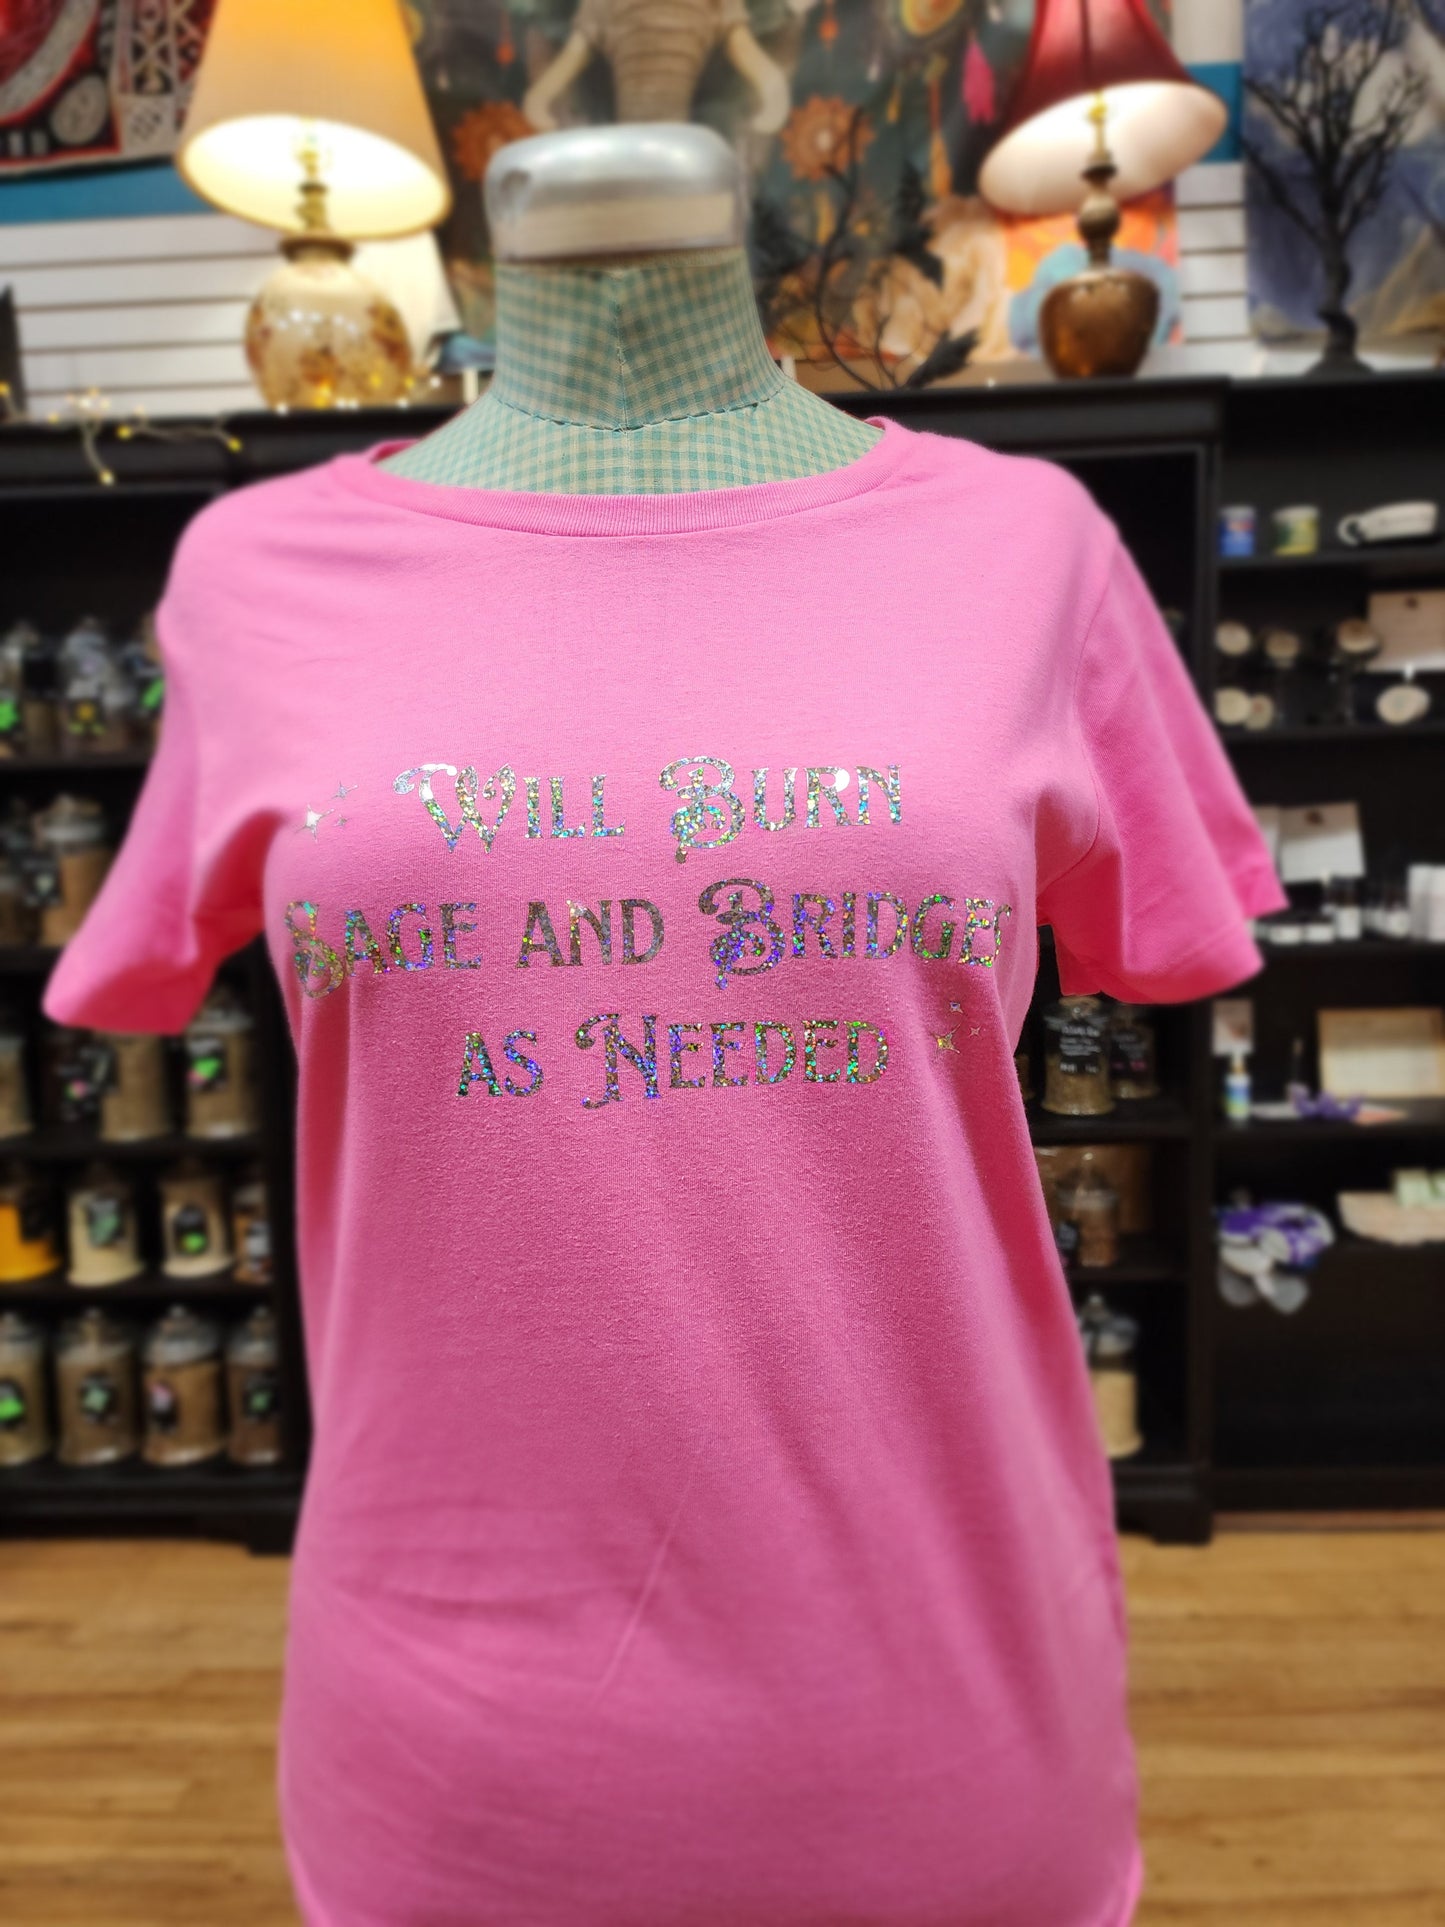 Will Burn
Sage and Bridges
as Needed